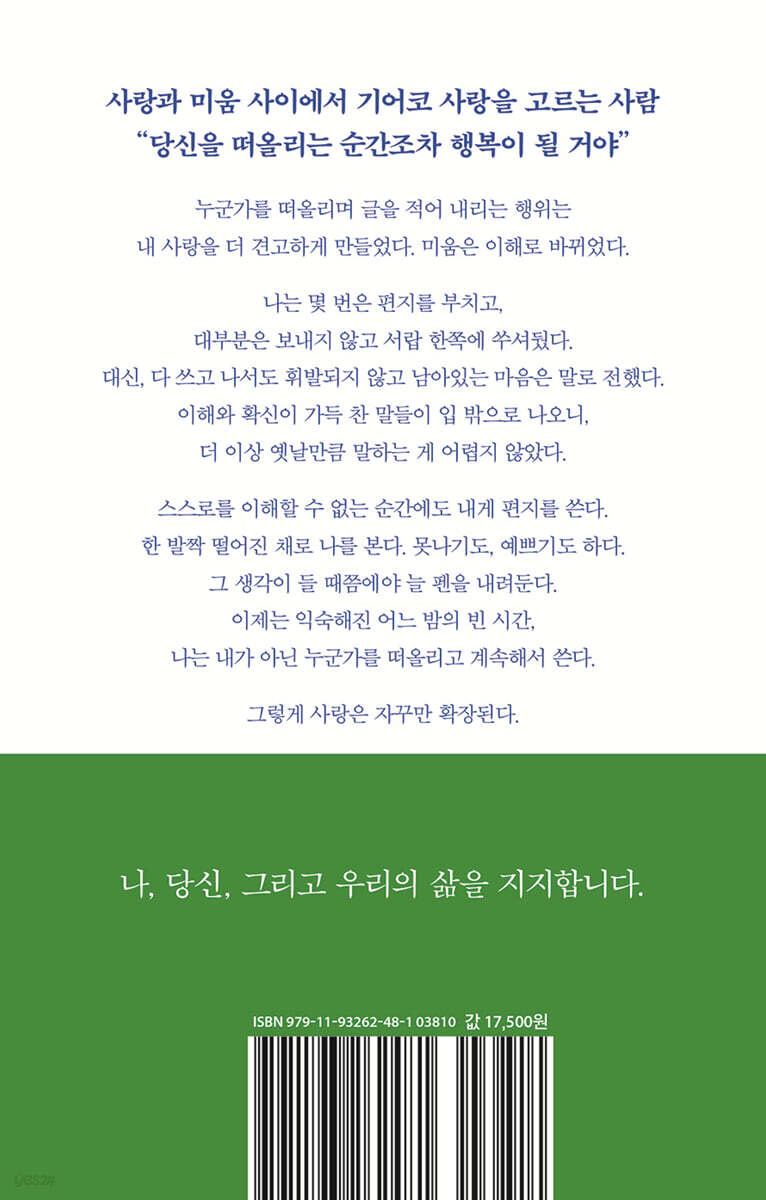 사랑과 미움 사이에서 기어코 사랑을 고르는 사람
“당신을 떠올리는 순간조차 행복이 될 거야”
누군가를 떠올리며 글을 적어 내리는 행위는
내 사랑을 더 견고하게 만들었다. 미움은 이해로 바뀌었다.
나는 몇 번은 편지를 부치고,
대부분은 보내지 않고 서랍 한쪽에 쑤셔뒀다.
대신, 다 쓰고 나서도 휘발되지 않고 남아있는 마음은 말로 전했다.
이해와 확신이 가득 찬 말들이 입 밖으로 나오니,
더 이상 옛날만큼 말하는 게 어렵지 않았다.
스스로를 이해할 수 없는 순간에도 내게 편지를 쓴다.
한 발짝 떨어진 채로 나를 본다. 못나기도, 예쁘기도 하다.
그 생각이 들 때쯤에야 늘 펜을 내려둔다.
이제는 익숙해진 어느 밤의 빈 시간,
나는 내가 아닌 누군가를 떠올리고 계속해서 쓴다.
그렇게 사랑은 자꾸만 확장된다.
나, 당신, 그리고 우리의 삶을 지지합니다.
ISBN 979-11-93262-48-1 03810 값 17,500원
yes24